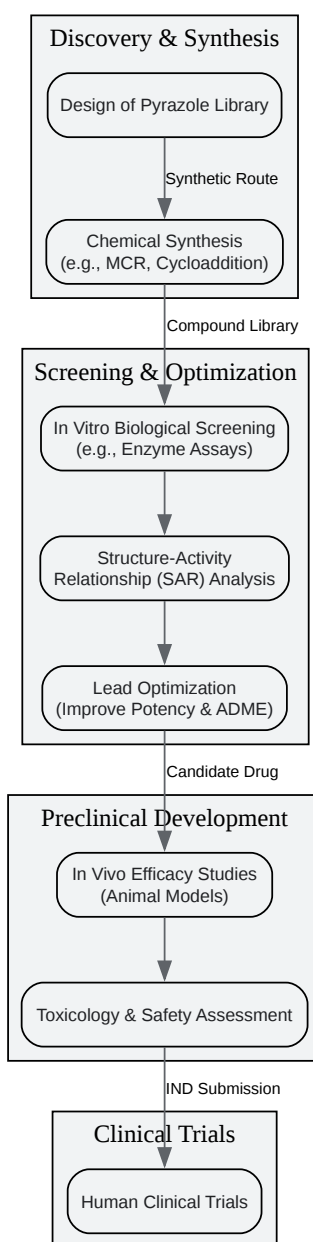 Discovery & Synthesis
Design of Pyrazole Library
Synthetic Route
Chemical Synthesis
(e.g., MCR, Cycloaddition)
Compound Library
Screening & Optimization
In Vitro Biological Screening
(e.g., Enzyme Assays)
Structure-Activity
Relationship (SAR) Analysis
Lead Optimization
(Improve Potency & ADME)
Candidate Drug
Preclinical Development
In Vivo Efficacy Studies
(Animal Models)
Toxicology & Safety Assessment
IND Submission
Clinical Trials
Human Clinical Trials